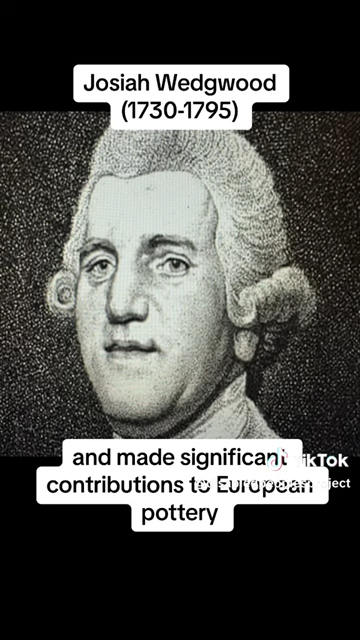 Josiah Wedgwood
(1730-1795)
and made significant
contributions to European
pottery
TikTok